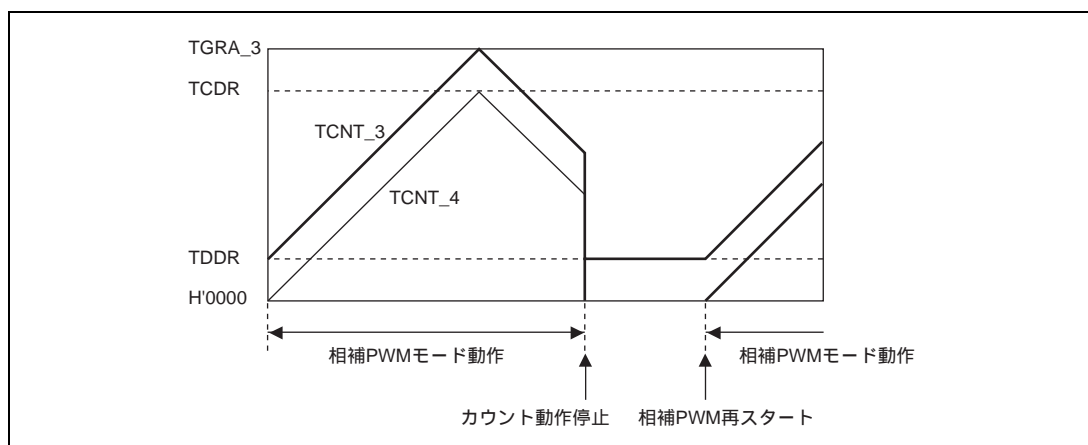 TGRA_3
TCDR
TCNT_3
TCNT_4
TDDR
H'0000
相補PWMモード動作
相補PWMモード動作
カウント動作停止
相補PWM再スタート